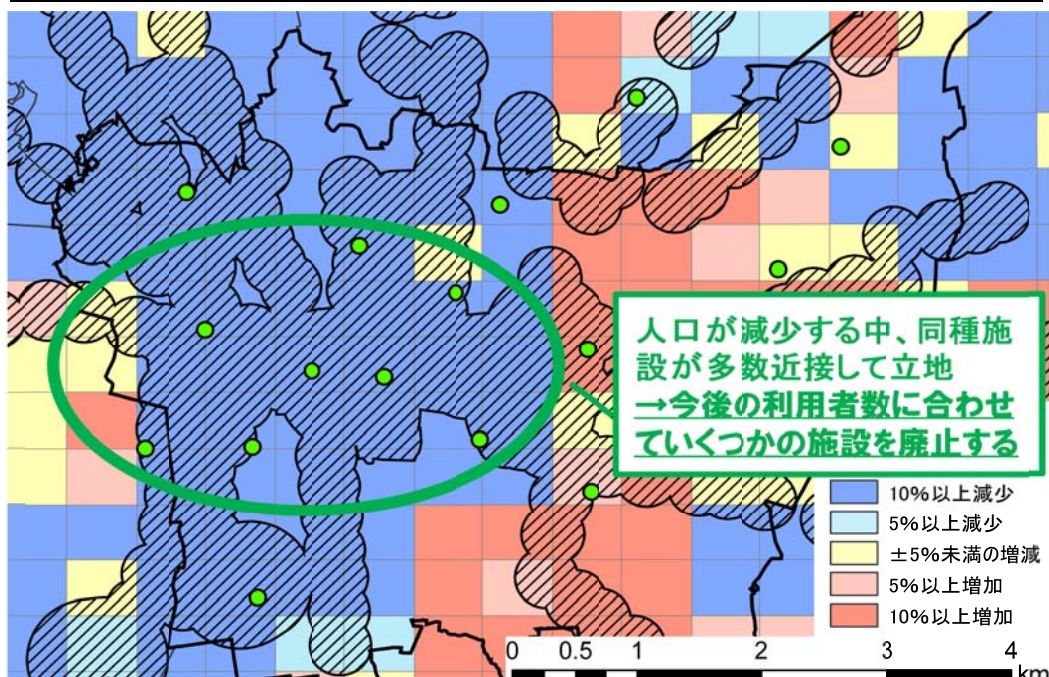 人口が減少する中、同種施
設が多数近接して立地
→今後の利用者数に合わせ
ていくつかの施設を廃止する
10%以上減少
5%以上減少
±5%未満の増減
5%以上増加
10%以上増加
0 0.5 1 2 3 4
km